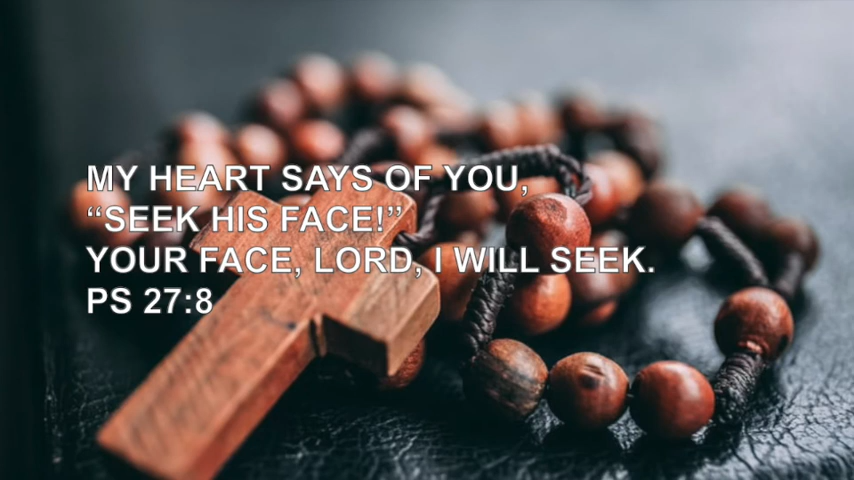 MY HEART SAYS OF YOU,
“SEEK HIS FACE!”
YOUR FACE, LORD, I WILL SEEK.
PS 27:8